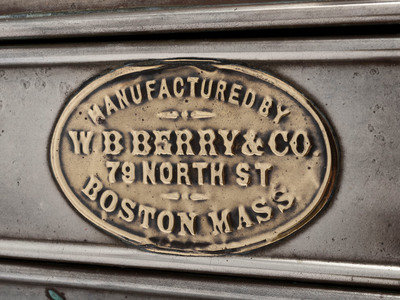 MANUFACTURED BY
W. B. BERRY & CO.
79 NORTH ST
BOSTON MASS